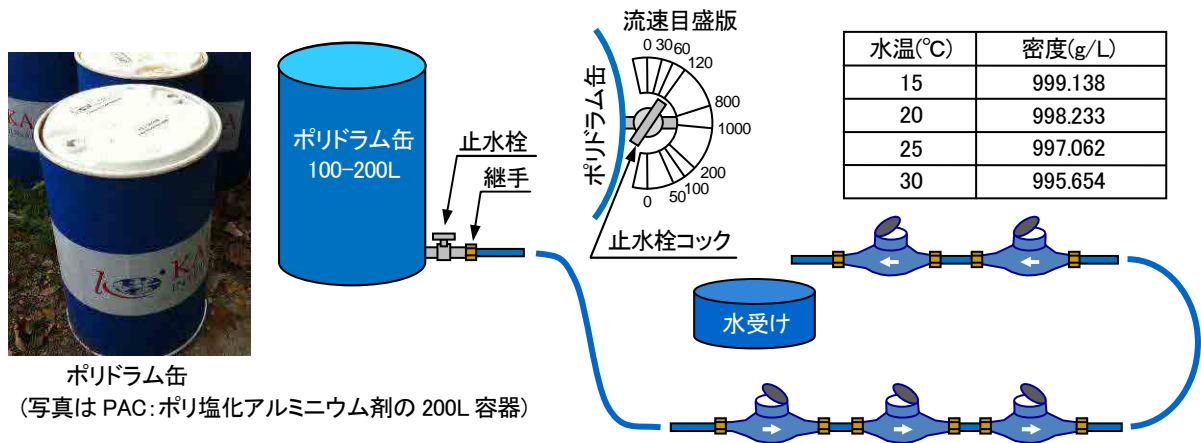 流速目盛版
0 30 60
120
800
1000
200
100
50
0
ポリドラム缶
止水栓コック
ポリドラム缶
100-200L
止水栓
継手
水温(℃) 密度(g/L)
15 999.138
20 998.233
25 997.062
30 995.654
水受け
KA
ポリドラム缶
(写真は PAC:ポリ塩化アルミニウム剤の 200L 容器)